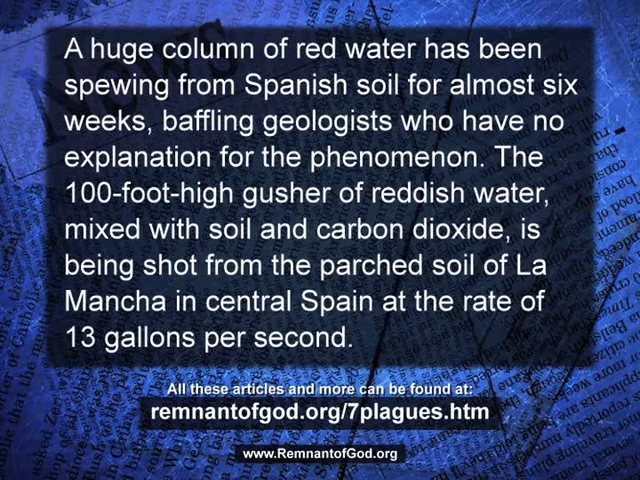 A huge column of red water has been
spewing from Spanish soil for almost six
weeks, baffling geologists who have no
explanation for the phenomenon. The
100-foot-high gusher of reddish water,
mixed with soil and carbon dioxide, is
being shot from the parched soil of La
Mancha in central Spain at the rate of
13 gallons per second.
All these articles and more can be found at:
remnantofgod.org/7plagues.htm
www.RemnantofGod.org